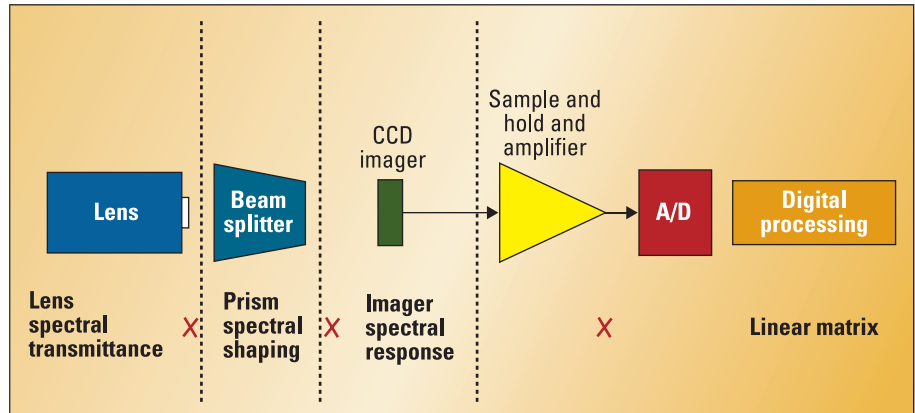 Sample and
hold and
amplifier
CCD
imager
Lens
Beam
splitter
A/D
Digital
processing
Lens
spectral
transmittance
X
Prism
spectral
shaping
X
Imager
spectral
response
X
Linear matrix